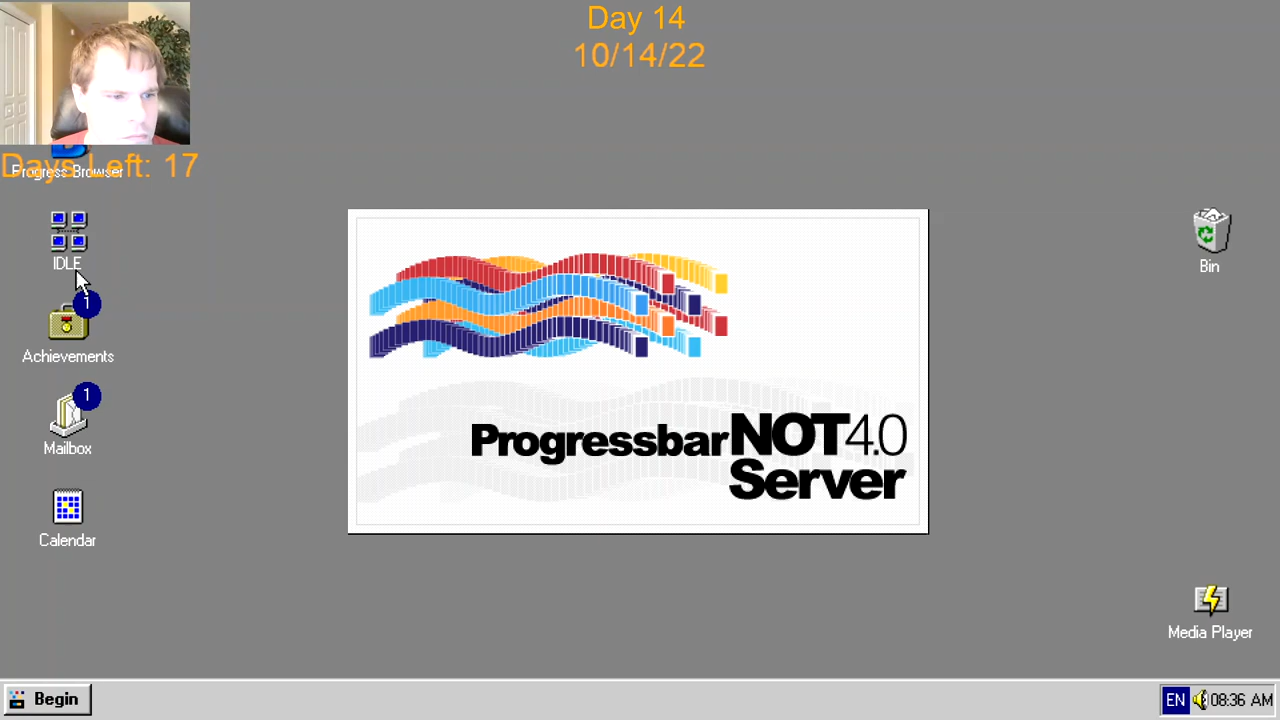 Day 14
10/14/22
Days Left: 17
Progress Browser
IDLE
1
Achievements
1
Mailbox
Calendar
ProgressbarNOT4.0
Server
Bin
Media Player
Begin
EN
08:36 AM